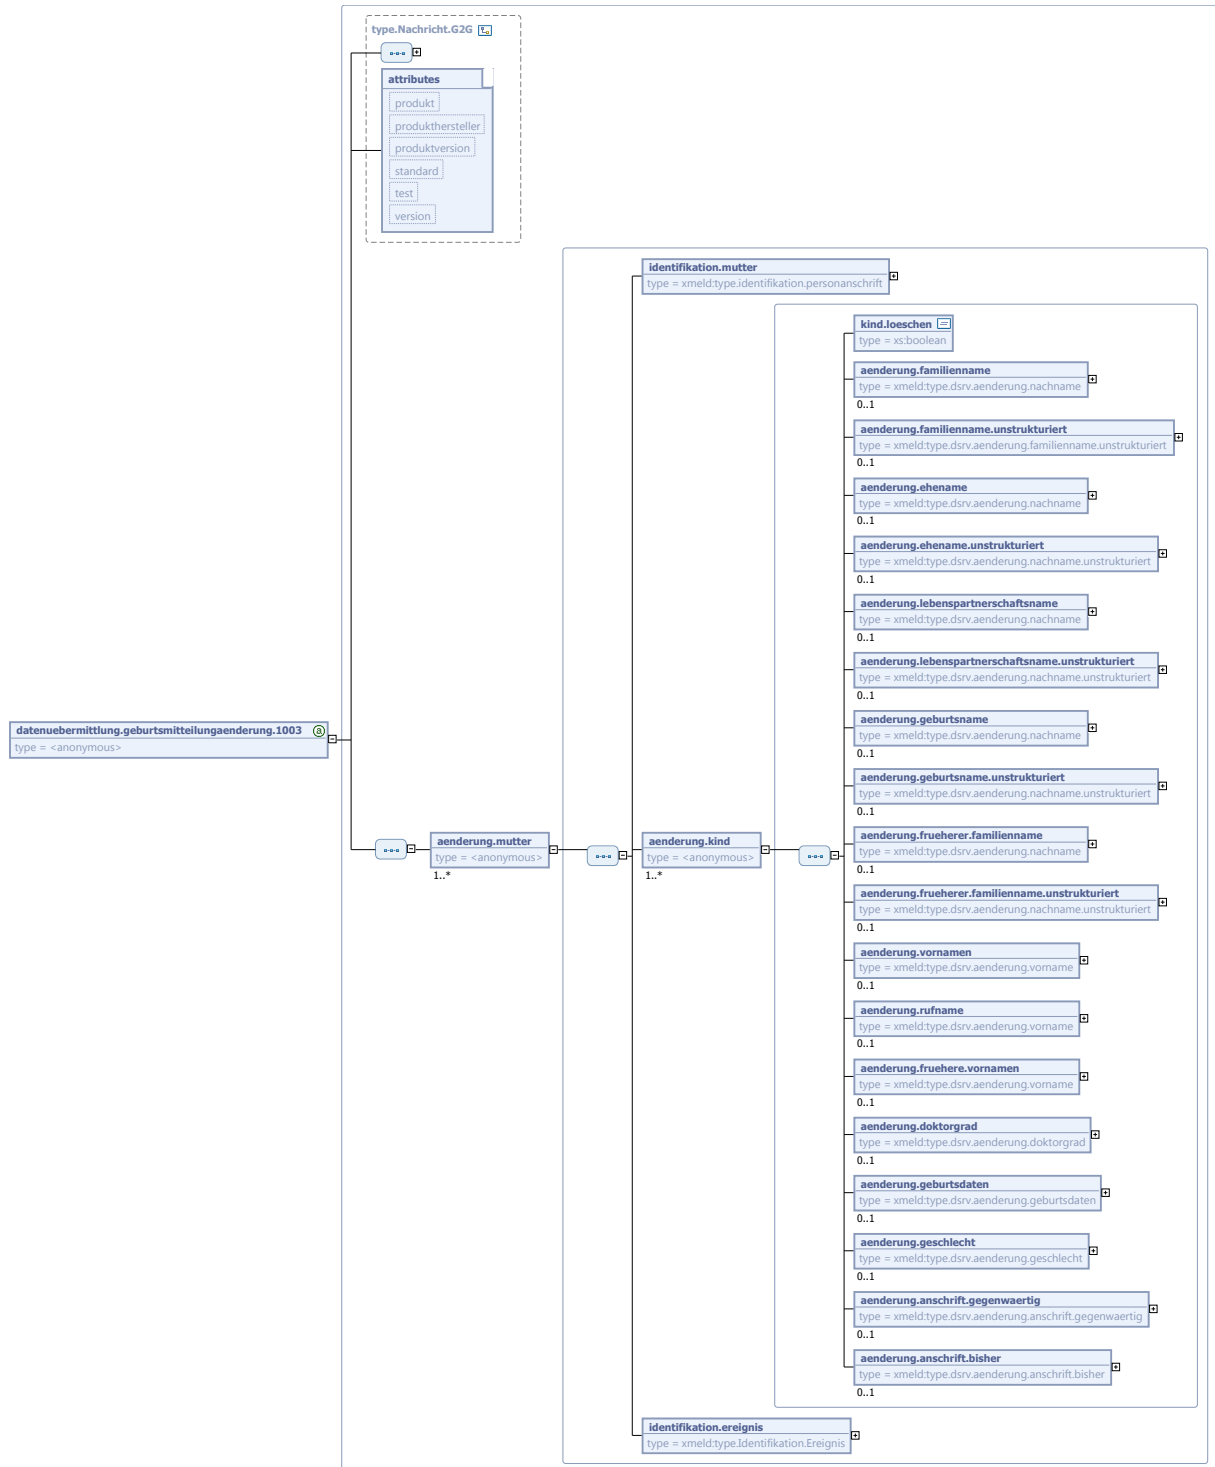 type.Nachricht.G2G
attributes
produkt
produkthersteller
produktversion
standard
test
version
identifikation.mutter
type = xmeld:type.identifikation.personanschrift
kind.loeschen
type = xs:boolean
aenderung.familienname
type = xmeld:type.dsrv.aenderung.nachname
0..1
aenderung.familienname.unstrukturiert
type = xmeld:type.dsrv.aenderung.familienname.unstrukturiert
0..1
aenderung.ehename
type = xmeld:type.dsrv.aenderung.nachname
0..1
aenderung.ehename.unstrukturiert
type = xmeld:type.dsrv.aenderung.nachname.unstrukturiert
0..1
aenderung.lebenspartnerschaftsname
type = xmeld:type.dsrv.aenderung.nachname
0..1
aenderung.lebenspartnerschaftsname.unstrukturiert
type = xmeld:type.dsrv.aenderung.nachname.unstrukturiert
0..1
aenderung.geburtsname
type = xmeld:type.dsrv.aenderung.nachname
0..1
datenuebermittlung.geburtsmitteilungaenderung.1003 a
type = <anonymous>
aenderung.geburtsname.unstrukturiert
type = xmeld:type.dsrv.aenderung.nachname.unstrukturiert
0..1
aenderung.mutter
type = <anonymous>
1..*
aenderung.kind
type = <anonymous>
1..*
aenderung.frueherer.familienname
type = xmeld:type.dsrv.aenderung.nachname
0..1
aenderung.frueherer.familienname.unstrukturiert
type = xmeld:type.dsrv.aenderung.nachname.unstrukturiert
0..1
aenderung.vornamen
type = xmeld:type.dsrv.aenderung.vorname
0..1
aenderung.rufname
type = xmeld:type.dsrv.aenderung.vorname
0..1
aenderung.fruehere.vornamen
type = xmeld:type.dsrv.aenderung.vorname
0..1
aenderung.doktorgrad
type = xmeld:type.dsrv.aenderung.doktorgrad
0..1
aenderung.geburtsdaten
type = xmeld:type.dsrv.aenderung.geburtsdaten
0..1
aenderung.geschlecht
type = xmeld:type.dsrv.aenderung.geschlecht
0..1
aenderung.anschrift.gegenwaertig
type = xmeld:type.dsrv.aenderung.anschrift.gegenwaertig
0..1
aenderung.anschrift.bisher
type = xmeld:type.dsrv.aenderung.anschrift.bisher
0..1
identifikation.ereignis
type = xmeld:type.Identifikation.Ereignis